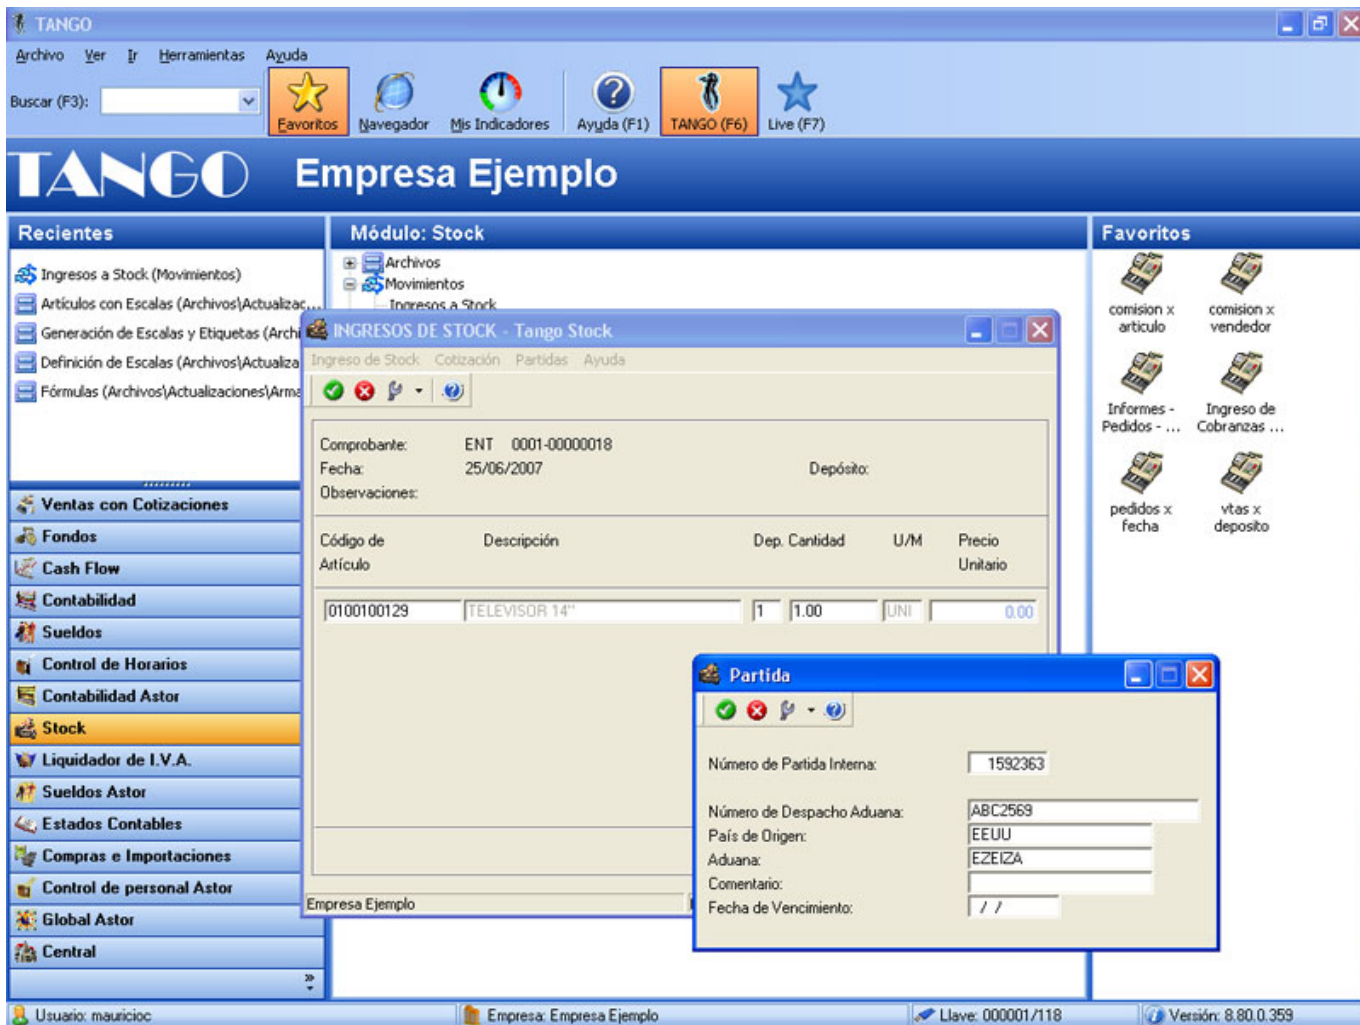 TANGO
Archivo Ver Ir Herramientas Ayuda
Buscar (F3):
Favoritos Navegador Mis Indicadores Ayuda (F1) TANGO (F6) Live (F7)
TANGO Empresa Ejemplo
Recientes
Ingresos a Stock (Movimientos)
Artículos con Escalas (Archivos\Actualizac...
Generación de Escalas y Etiquetas (Archi
Definición de Escalas (Archivos\Actualiza
Fórmulas (Archivos\Actualizaciones\Arma
Ventas con Cotizaciones
Fondos
Cash Flow
Contabilidad
Sueldos
Control de Horarios
Contabilidad Astor
Stock
Liquidador de I.V.A.
Sueldos Astor
Estados Contables
Compras e Importaciones
Control de personal Astor
Global Astor
Central
Módulo: Stock
Archivos
Movimientos
Ingresos a Stock
INGRESOS DE STOCK - Tango Stock
Ingreso de Stock Cotización Partidas Ayuda
Comprobante: ENT 0001-00000018
Fecha: 25/06/2007 Depósito:
Observaciones:
Código de Descripción Dep. Cantidad U/M Precio
Artículo Unitario
0100100129 TELEVISOR 14'' 1 1.00 UNI 0.00
Empresa Ejemplo
Partida
Número de Partida Interna: 1592363
Número de Despacho Aduana: ABC2569
País de Origen: EEUU
Aduana: EZEIZA
Comentario:
Fecha de Vencimiento: / /
Favoritos
comision x comision x
articulo vendedor
Informes - Ingreso de
Pedidos - ... Cobranzas ...
pedidos x vtas x
fecha deposito
Usuario: mauricioc Empresa: Empresa Ejemplo Llave: 000001/118 Versión: 8.80.0.359